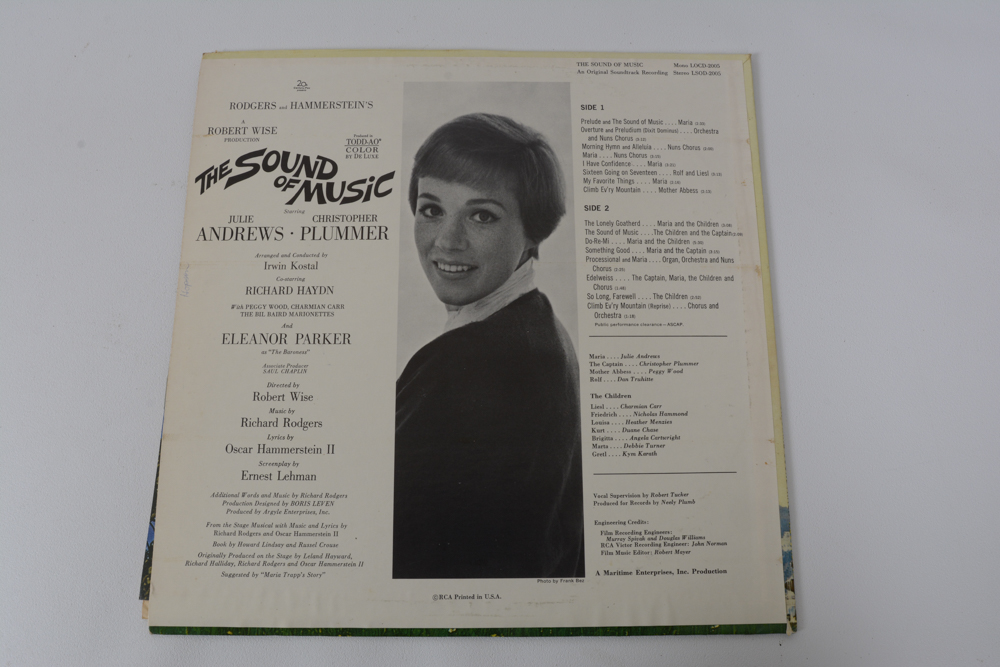 THE SOUND OF MUSIC Mono LOCD-2005
An Original Soundtrack Recording Stereo LSOD-2005
RODGERS and HAMMERSTEIN'S
A
ROBERT WISE
PRODUCTION
Produced in
TODD-AO®
COLOR
BY DE LUXE
THE SOUND
OF MUSIC
Starring
JULIE CHRISTOPHER
ANDREWS · PLUMMER
Arranged and Conducted by
Irwin Kostal
Co-starring
RICHARD HAYDN
With PEGGY WOOD, CHARMIAN CARR
THE BIL BAIRD MARIONETTES
And
ELEANOR PARKER
as "The Baroness"
Associate Producer
SAUL CHAPLIN
Directed by
Robert Wise
Music by
Richard Rodgers
Lyrics by
Oscar Hammerstein II
Screenplay by
Ernest Lehman
Additional Words and Music by Richard Rodgers
Production Designed by BORIS LEVEN
Produced by Argyle Enterprises, Inc.
From the Stage Musical with Music and Lyrics by
Richard Rodgers and Oscar Hammerstein II
Book by Howard Lindsay and Russel Crouse
Originally Produced on the Stage by Leland Hayward,
Richard Halliday, Richard Rodgers and Oscar Hammerstein II
Suggested by "Maria Trapp's Story"
SIDE 1
Prelude and The Sound of Music . . . . Maria
Overture and Preludium (Dixit Dominus) . . . . Orchestra
and Nuns Chorus
Morning Hymn and Alleluia . . . . Nuns Chorus
Maria . . . . Nuns Chorus
I Have Confidence . . . . Maria
Sixteen Going on Seventeen . . . . Rolf and Liesl
My Favorite Things . . . . Maria
Climb Ev'ry Mountain . . . . Mother Abbess
SIDE 2
The Lonely Goatherd . . . . Maria and the Children
The Sound of Music . . . . The Children and the Captain
Do-Re-Mi . . . . Maria and the Children
Something Good . . . . Maria and the Captain
Processional and Maria . . . . Organ, Orchestra and Nuns
Chorus
Edelweiss . . . . The Captain, Maria, the Children and
Chorus
So Long, Farewell . . . . The Children
Climb Ev'ry Mountain (Reprise) . . . . Chorus and
Orchestra
Public performance clearance—ASCAP
Maria . . . . Julie Andrews
The Captain . . . . Christopher Plummer
Mother Abbess . . . . Peggy Wood
Rolf . . . . Dan Truhitte
The Children
Liesl . . . . Charmian Carr
Friedrich . . . . Nicholas Hammond
Louisa . . . . Heather Menzies
Kurt . . . . Duane Chase
Brigitta . . . . Angela Cartwright
Marta . . . . Debbie Turner
Gretl . . . . Kym Karath
Vocal Supervision by Robert Tucker
Produced for Records by Neely Plumb
Engineering Credits:
Film Recording Engineer:
Murray Spivak and Douglas Williams
RCA Victor Recording Engineer: John Norman
Film Music Editor: Robert Mayer
A Maritime Enterprises, Inc. Production
Photo by Frank Bez
©RCA Printed in U.S.A.